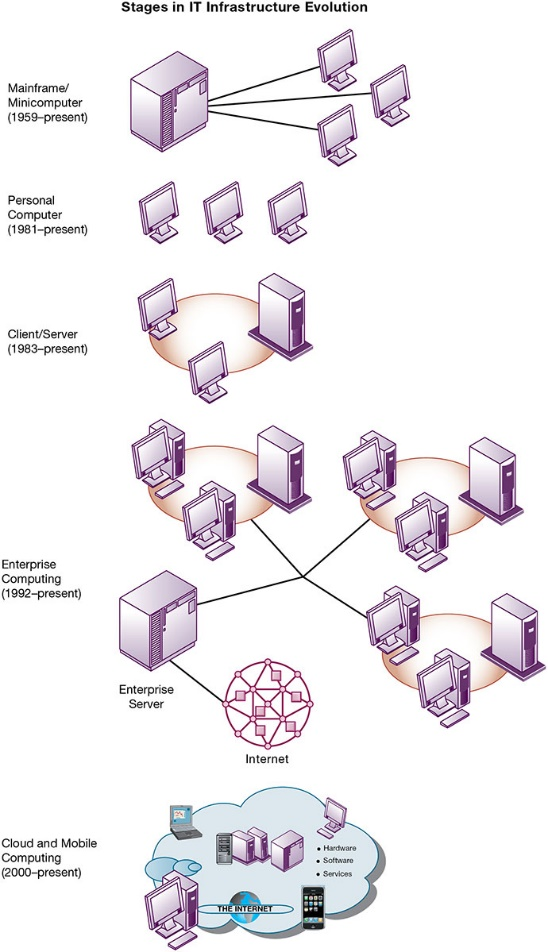 Stages in IT Infrastructure Evolution
Mainframe/
Minicomputer
(1959–present)
Personal
Computer
(1981–present)
Client/Server
(1983–present)
Enterprise
Computing
(1992–present)
Enterprise
Server
Internet
Cloud and Mobile
Computing
(2000–present)
• Hardware
• Software
• Services
THE INTERNET